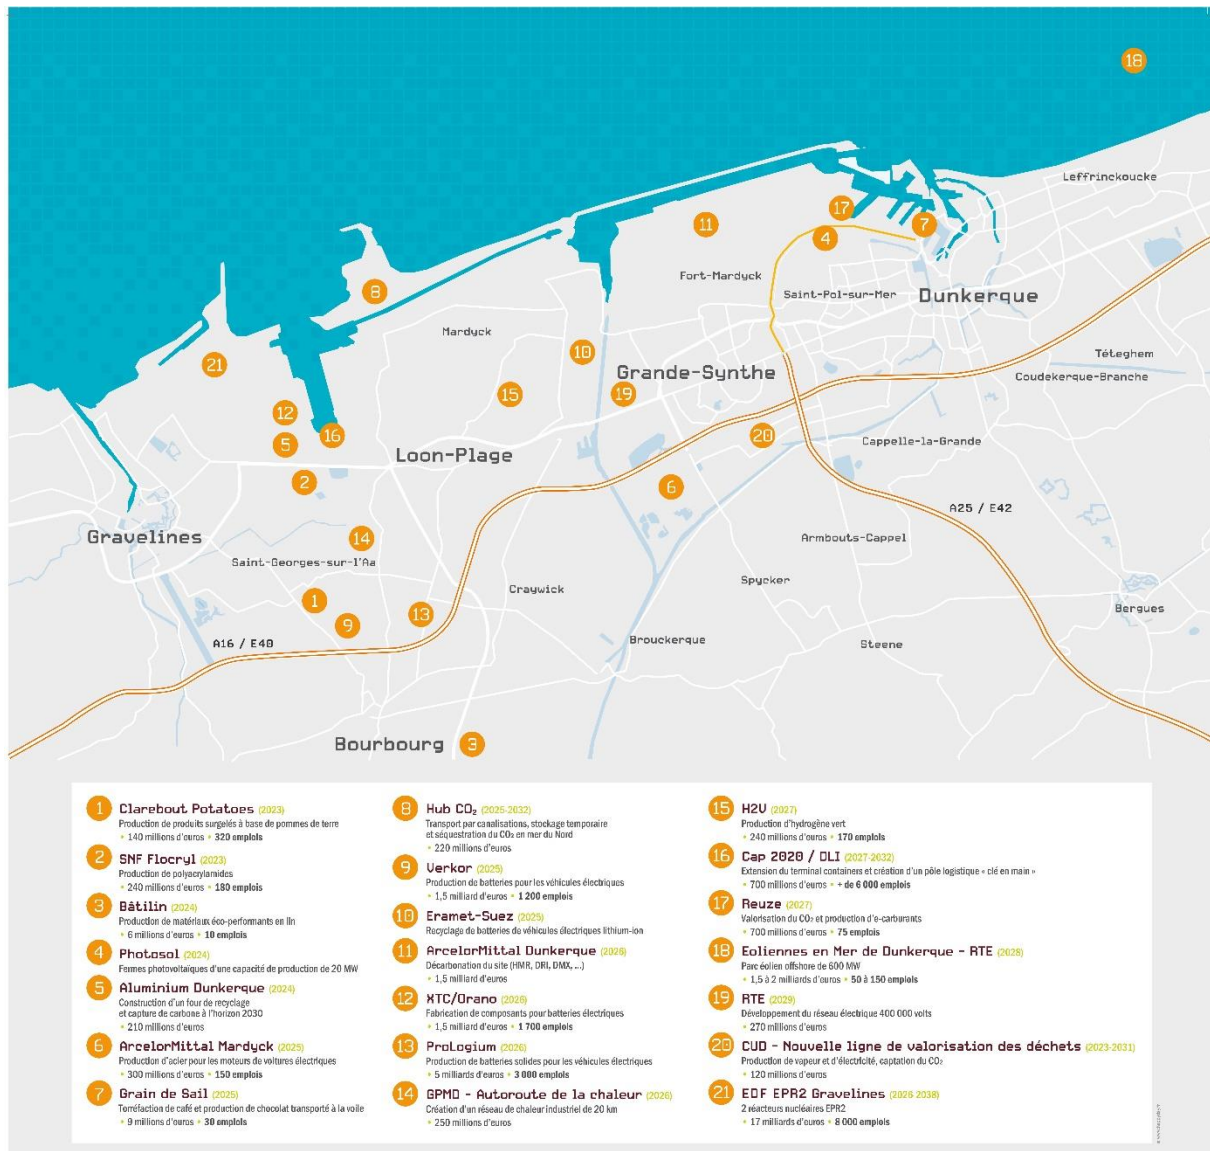 18
Leffrinckoucke
17
11
7
4
Fort-Mardyck
8
Saint-Pol-sur-Mer
Dunkerque
Mardyck
10
Téteghem
21
Grande-Synthe
Coudekerque-Branche
15
19
12
16
20
5
Cappelle-la-Grande
Loon-Plage
2
6
A25 / E42
Gravelines
14
Armbouts-Cappel
Saint-Georges-sur-l'Aa
Spycker
Craywick
1
Bergues
13
9
Brouckerque
A16 / E40
Steene
Bourbourg
3
1 Clarebout Potatoes (2023)
Production de produits surgelés à base de pommes de terre
• 140 millions d'euros • 320 emplois
2 SNF Flocryl (2023)
Production de polyacrylamides
• 240 millions d'euros • 180 emplois
3 Bâtilin (2024)
Production de matériaux éco-performants en lin
• 6 millions d'euros • 10 emplois
4 Photosol (2024)
Fermes photovoltaïques d'une capacité de production de 20 MW
5 Aluminium Dunkerque (2024)
Construction d'un four de recyclage
et capture de carbone à l'horizon 2030
• 210 millions d'euros
6 ArcelorMittal Mardyck (2025)
Production d'acier pour les moteurs de voitures électriques
• 300 millions d'euros • 150 emplois
7 Grain de Sail (2025)
Torréfaction de café et production de chocolat transporté à la voile
• 9 millions d'euros • 30 emplois
8 Hub CO₂ (2025-2032)
Transport par canalisations, stockage temporaire
et séquestration du CO₂ en mer du Nord
• 220 millions d'euros
9 Verkor (2025)
Production de batteries pour les véhicules électriques
• 1,5 milliard d'euros • 1 200 emplois
10 Eramet-Suez (2025)
Recyclage de batteries de véhicules électriques lithium-ion
11 ArcelorMittal Dunkerque (2026)
Décarbonation du site (HMR, DRI, DMX, ...)
• 1,5 milliard d'euros
12 XTC/Orano (2026)
Fabrication de composants pour batteries électriques
• 1,5 milliard d'euros • 1 700 emplois
13 ProLogium (2026)
Production de batteries solides pour les véhicules électriques
• 5 milliards d'euros • 3 000 emplois
14 GPMD - Autoroute de la chaleur (2026)
Création d'un réseau de chaleur industriel de 20 km
• 250 millions d'euros
15 H2V (2027)
Production d'hydrogène vert
• 240 millions d'euros • 170 emplois
16 Cap 2020 / DLI (2027-2032)
Extension du terminal containers et création d'un pôle logistique « clé en main »
• 700 millions d'euros • + de 6 000 emplois
17 Reuze (2027)
Valorisation du CO₂ et production d'e-carburants
• 700 millions d'euros • 75 emplois
18 Eoliennes en Mer de Dunkerque - RTE (2028)
Parc éolien offshore de 600 MW
• 1,5 à 2 milliards d'euros • 50 à 150 emplois
19 RTE (2029)
Développement du réseau électrique 400 000 volts
• 270 millions d'euros
20 CUD - Nouvelle ligne de valorisation des déchets (2023-2031)
Production de vapeur et d'électricité, captation du CO₂
• 120 millions d'euros
21 EDF EPR2 Gravelines (2026 2038)
2 réacteurs nucléaires EPR2
• 17 milliards d'euros • 8 000 emplois